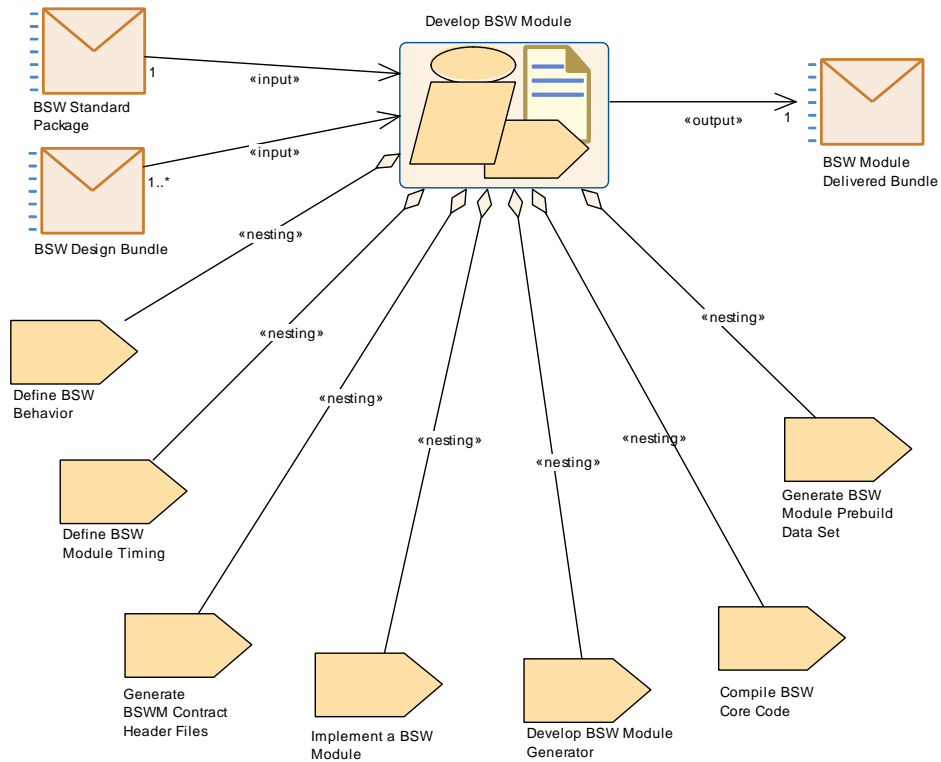 Develop BSW Module
1
«input»
BSW Standard
Package
«output»
1
«input»
1..*
BSW Module
Delivered Bundle
BSW Design Bundle
«nesting»
«nesting»
«nesting»
«nesting»
«nesting»
«nesting»
«nesting»
Define BSW
Behavior
Generate BSW
Module Prebuild
Data Set
Define BSW
Module Timing
Generate
BSWM Contract
Header Files
Compile BSW
Core Code
Implement a BSW
Module
Develop BSW Module
Generator